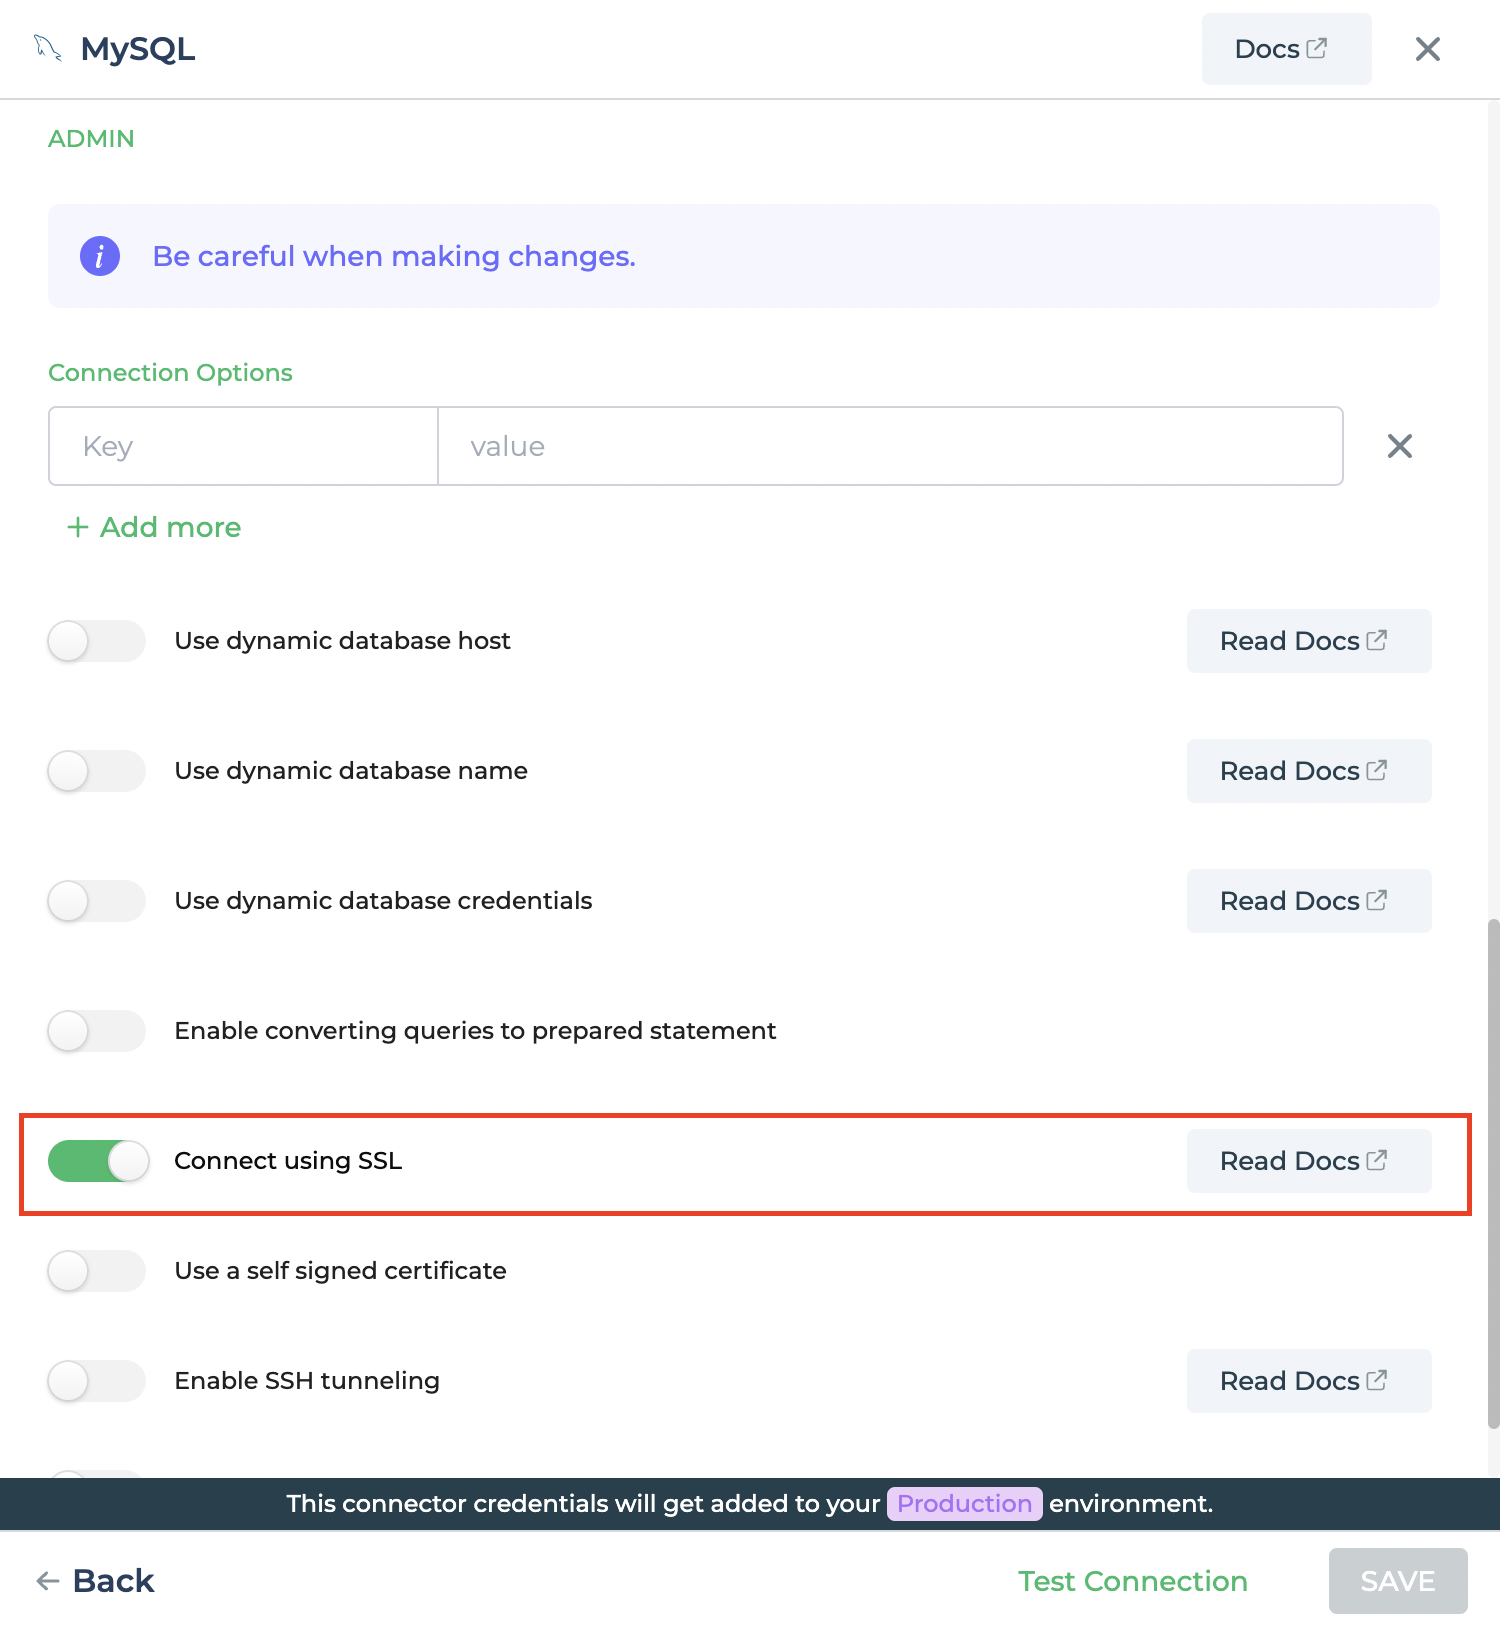 MySQL
Docs
ADMIN
i Be careful when making changes.
Connection Options
Key value
+ Add more
Use dynamic database host Read Docs
Use dynamic database name Read Docs
Use dynamic database credentials Read Docs
Enable converting queries to prepared statement
Connect using SSL Read Docs
Use a self signed certificate
Enable SSH tunneling Read Docs
This connector credentials will get added to your Production environment.
Back Test Connection SAVE